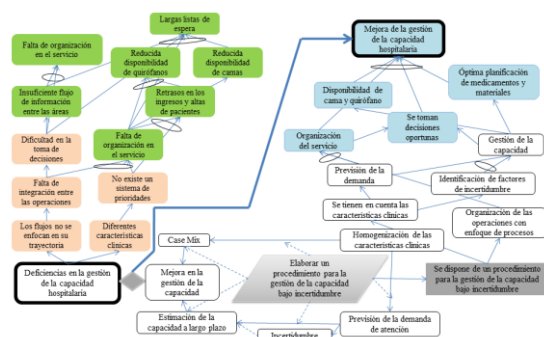 Largas listas de
espera
Falta de organización
en el servicio
Reducida
disponibilidad
de quirófanos
Reducida
disponibilidad
de camas
Insuficiente flujo de
información
entre las áreas
Retrasos en los
ingresos y altas
de pacientes
Dificultad en la
toma de
decisiones
Falta de
organización en
el servicio
Falta de
integración entre
las operaciones
No existe un
sistema de
prioridades
Los flujos no se
enfocan en su
trayectoria
Diferentes
características
clinicas
Deficiencias en la gestión
de la capacidad
hospitalaria
Mejora de la gestión
de la capacidad
hospitalaria
Óptima planificación
de medicamentos y
materiales
Disponibilidad de
cama y quirófano
Organización
del servicio
Se toman
decisiones
oportunas
Gestión de la
capacidad
Previsión de la
demanda
Identificación de factores
de incertidumbre
Se tienen en cuenta las
características clinicas
Organización de las
operaciones con
enfoque de procesos
Case Mix
Homogenización de las
características clinicas
Mejora en la
gestión de la
capacidad
Elaborar un
procedimiento para la
gestión de la capacidad
bajo incertidumbre
Se dispone de un procedimiento
para la gestión de la capacidad
bajo incertidumbre
Estimación de la
capacidad a largo plazo
Previsión de la demanda
de atención
Incertidumbre